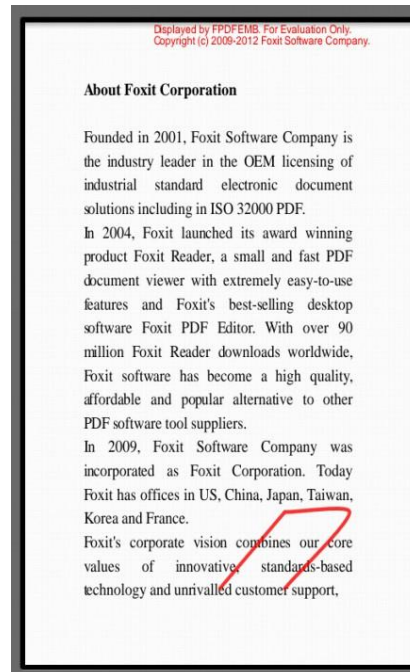 Displayed by FPDFEMB. For Evaluation Only.
Copyright (c) 2009-2012 Foxit Software Company.
About Foxit Corporation
Founded in 2001, Foxit Software Company is
the industry leader in the OEM licensing of
industrial standard electronic document
solutions including in ISO 32000 PDF.
In 2004, Foxit launched its award winning
product Foxit Reader, a small and fast PDF
document viewer with extremely easy-to-use
features and Foxit's best-selling desktop
software Foxit PDF Editor. With over 90
million Foxit Reader downloads worldwide,
Foxit software has become a high quality,
affordable and popular alternative to other
PDF software tool suppliers.
In 2009, Foxit Software Company was
incorporated as Foxit Corporation. Today
Foxit has offices in US, China, Japan, Taiwan,
Korea and France.
Foxit's corporate vision combines our core
values of innovative, standards-based
technology and unrivalled customer support,